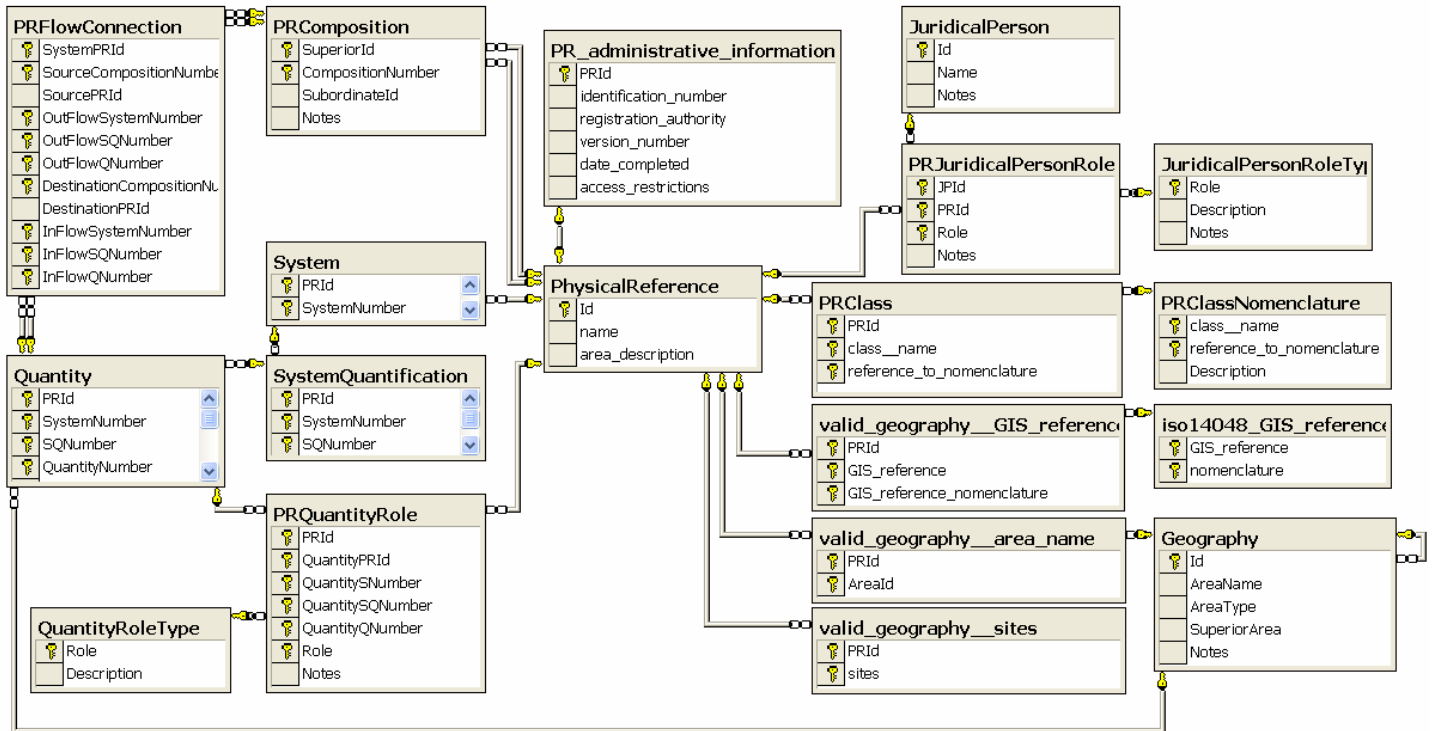 PRFlowConnection
SystemPRId
SourceCompositionNumbe
SourcePRId
OutFlowSystemNumber
OutFlowSQNumber
OutFlowQNumber
DestinationCompositionNu
DestinationPRId
InFlowSystemNumber
InFlowSQNumber
InFlowQNumber
PRComposition
SuperiorId
CompositionNumber
SubordinateId
Notes
PR_administrative_information
PRId
identification_number
registration_authority
version_number
date_completed
access_restrictions
JuridicalPerson
Id
Name
Notes
PRJuridicalPersonRole
JPId
PRId
Role
Notes
JuridicalPersonRoleTyp
Role
Description
Notes
System
PRId
SystemNumber
PhysicalReference
Id
name
area_description
PRClass
PRId
class__name
reference_to_nomenclature
PRClassNomenclature
class__name
reference_to_nomenclature
Description
Quantity
PRId
SystemNumber
SQNumber
QuantityNumber
SystemQuantification
PRId
SystemNumber
SQNumber
valid_geography__GIS_reference
PRId
GIS_reference
GIS_reference_nomenclature
iso14048_GIS_reference
GIS_reference
nomenclature
PRQuantityRole
PRId
QuantityPRId
QuantitySNumber
QuantitySQNumber
QuantityQNumber
Role
Notes
valid_geography__area_name
PRId
AreaId
Geography
Id
AreaName
AreaType
SuperiorArea
Notes
QuantityRoleType
Role
Description
valid_geography__sites
PRId
sites